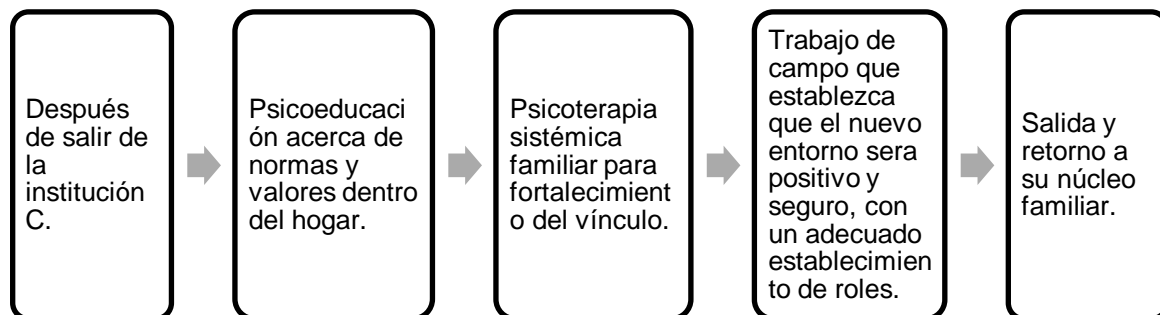 Después
de salir de
la
institución
C.
Psicoeducaci
ón acerca de
normas y
valores dentro
del hogar.
Psicoterapia
sistémica
familiar para
fortalecimient
o del vínculo.
Trabajo de
campo que
establezca
que el nuevo
entorno sera
positivo y
seguro, con
un adecuado
establecimien
to de roles.
Salida y
retorno a
su núcleo
familiar.